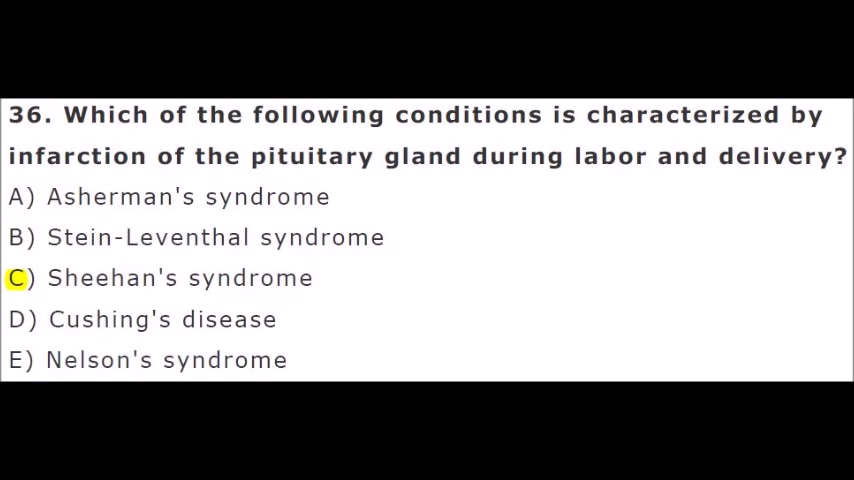 36. Which of the following conditions is characterized by
infarction of the pituitary gland during labor and delivery?
A) Asherman's syndrome
B) Stein-Leventhal syndrome
C) Sheehan's syndrome
D) Cushing's disease
E) Nelson's syndrome